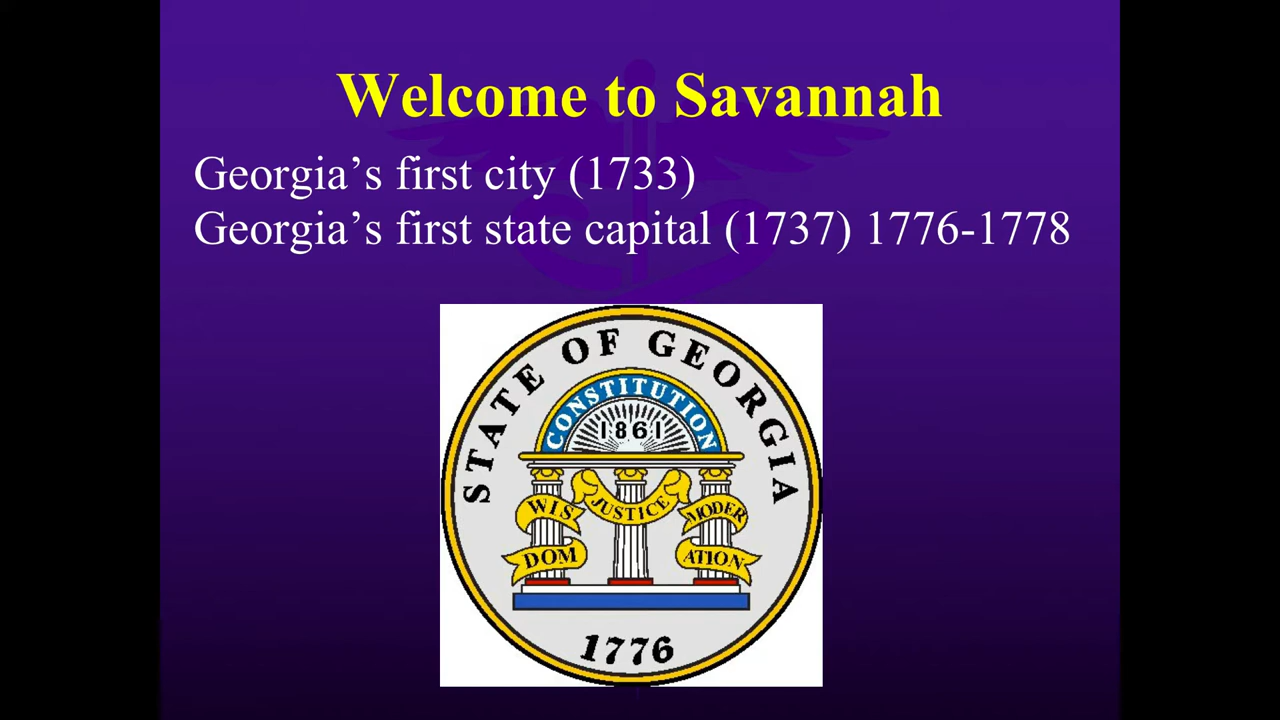 Welcome to Savannah
Georgia’s first city (1733)
Georgia’s first state capital (1737) 1776-1778
STATE OF GEORGIA
CONSTITUTION
1861
WIS
DOM
JUSTICE
MODER
ATION
1776